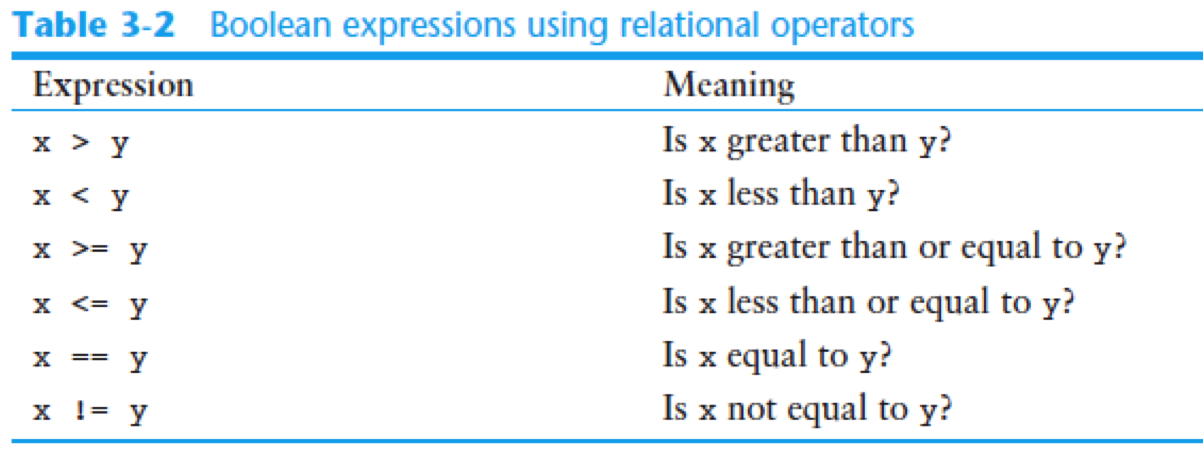 Table 3-2 Boolean expressions using relational operators
Expression Meaning
x > y Is x greater than y?
x < y Is x less than y?
x >= y Is x greater than or equal to y?
x <= y Is x less than or equal to y?
x == y Is x equal to y?
x != y Is x not equal to y?